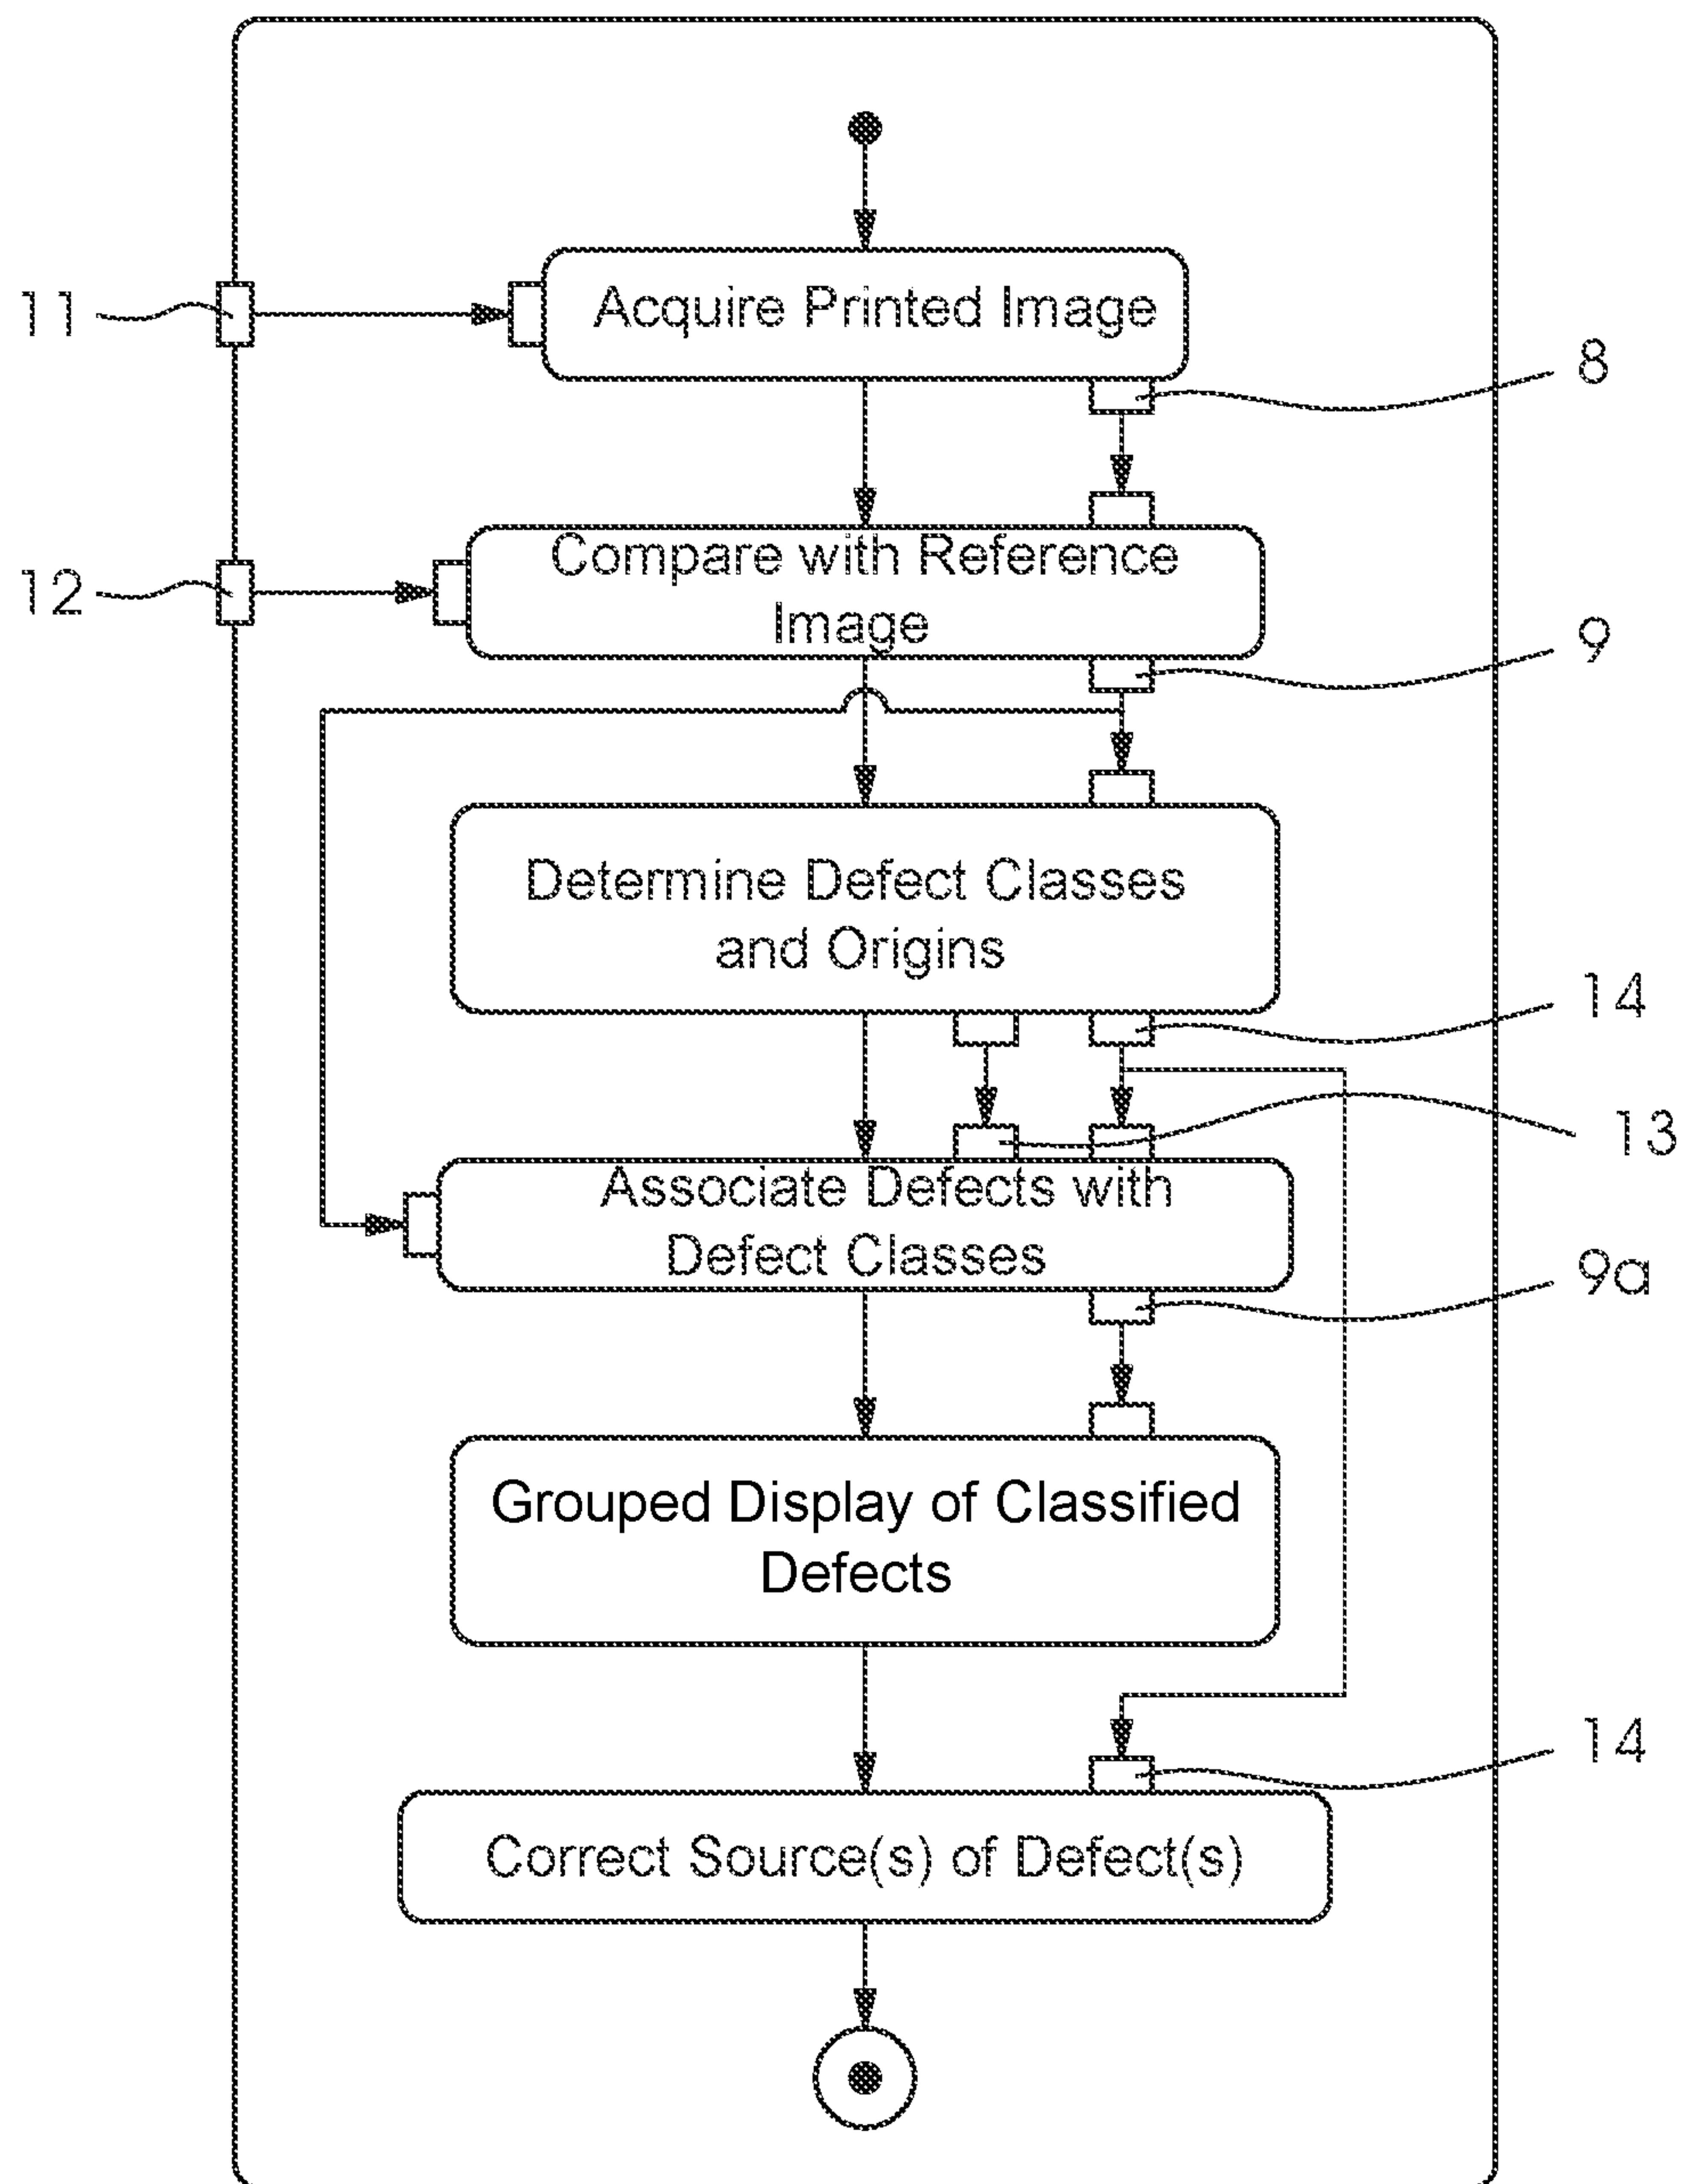 Acquire Printed Image
11
8
Compare with Reference
Image
12
9
Determine Defect Classes
and Origins
14
13
Associate Defects with
Defect Classes
9a
Grouped Display of Classified
Defects
14
Correct Source(s) of Defect(s)